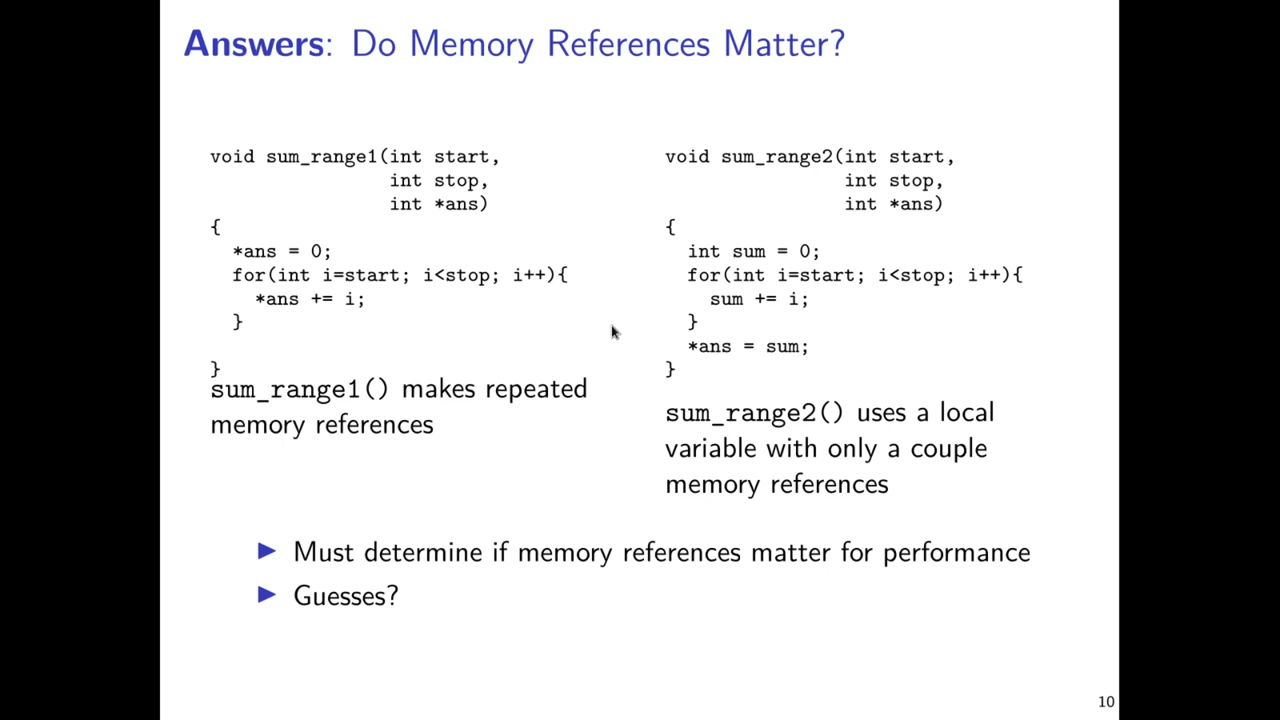 Answers: Do Memory References Matter?
void sum_range1(int start,
int stop,
int *ans)
{
*ans = 0;
for(int i=start; i<stop; i++){
*ans += i;
}
}
sum_range1() makes repeated
memory references
void sum_range2(int start,
int stop,
int *ans)
{
int sum = 0;
for(int i=start; i<stop; i++){
sum += i;
}
*ans = sum;
}
sum_range2() uses a local
variable with only a couple
memory references
▶ Must determine if memory references matter for performance
▶ Guesses?
10